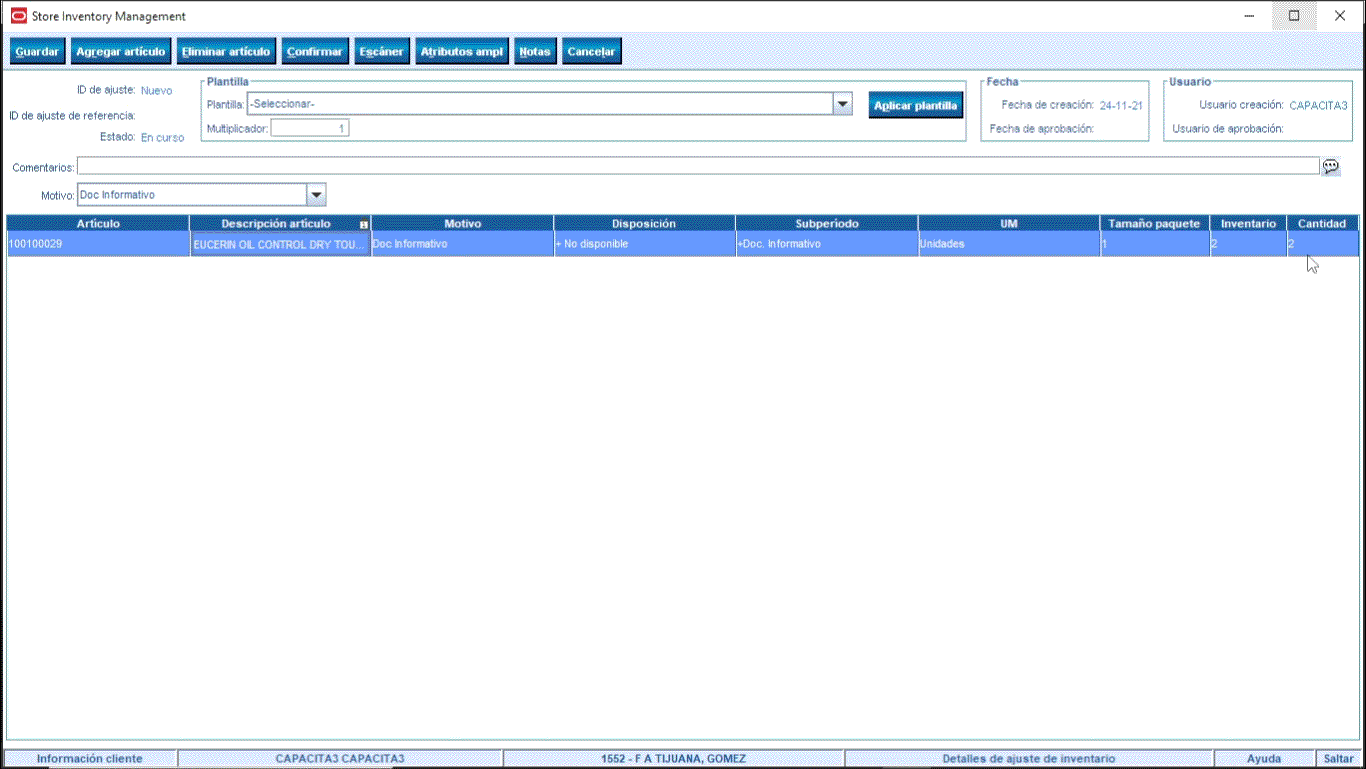 Store Inventory Management
Guardar Agregar artículo Eliminar artículo Confirmar Escáner Atributos ampl Notas Cancelar
ID de ajuste: Nuevo
ID de ajuste de referencia:
Estado: En curso
Plantilla
Plantilla: -Seleccionar-
Multiplicador: 1
Aplicar plantilla
Fecha
Fecha de creación: 24-11-21
Fecha de aprobación:
Usuario
Usuario creación: CAPACITA3
Usuario de aprobación:
Comentarios:
Motivo: Doc Informativo
Artículo Descripción artículo Motivo Disposición Subperiodo UM Tamaño paquete Inventario Cantidad
100100029 EUCERIN OIL CONTROL DRY TOU... Doc Informativo + No disponible +Doc. Informativo Unidades 1 2 2
Información cliente CAPACITA3 CAPACITA3 1552 - F A TIJUANA, GOMEZ Detalles de ajuste de inventario Ayuda Saltar